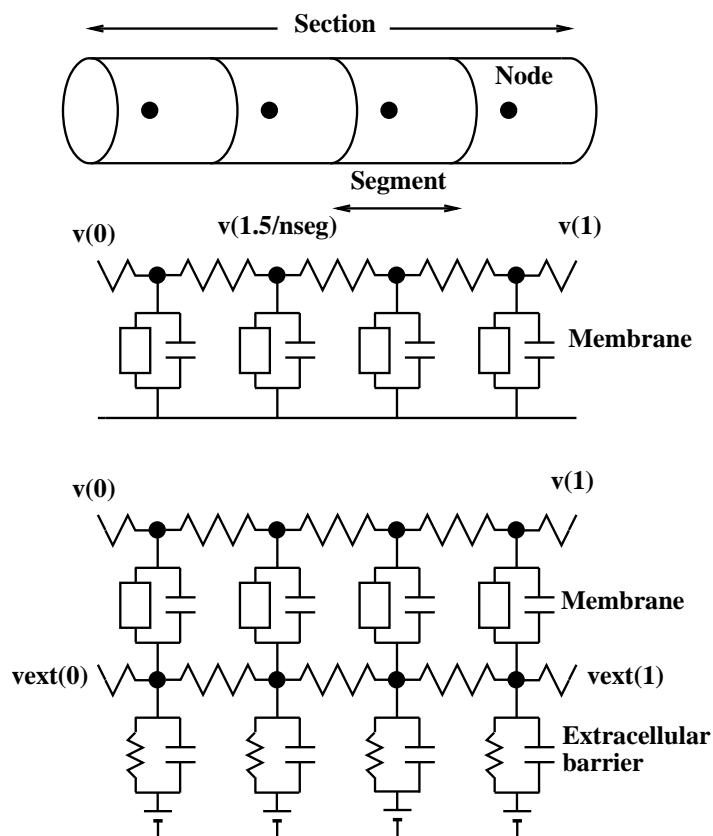 Section
Node
Segment
v(0)
v(1.5/nseg)
v(1)
Membrane
v(0)
v(1)
Membrane
vext(0)
vext(1)
Extracellular
barrier